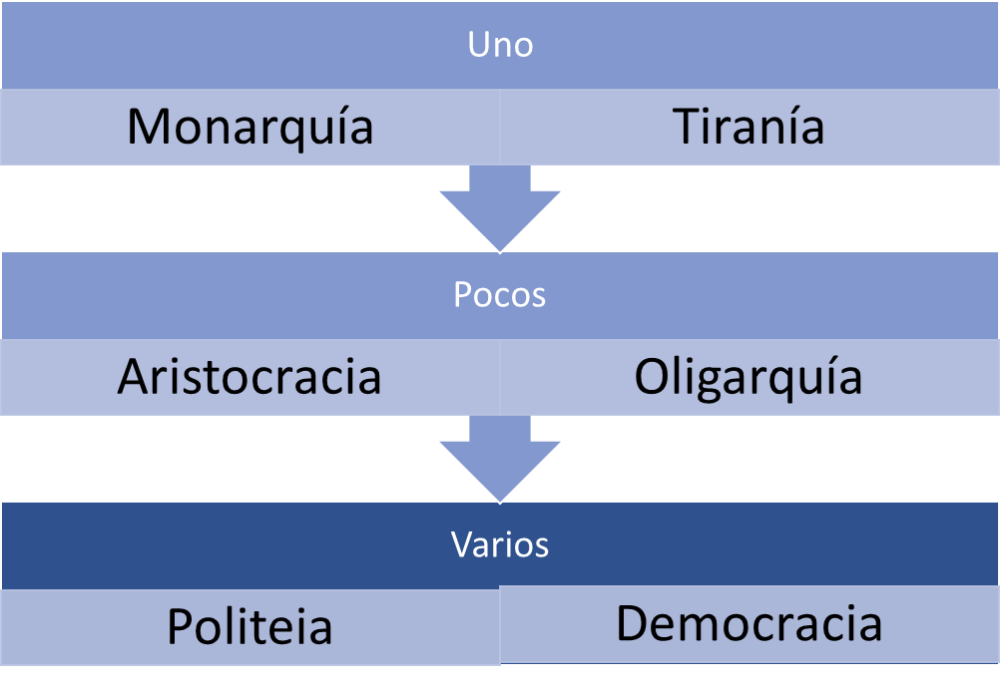 Uno
Monarquía Tiranía
Pocos
Aristocracia Oligarquía
Varios
Politeia Democracia